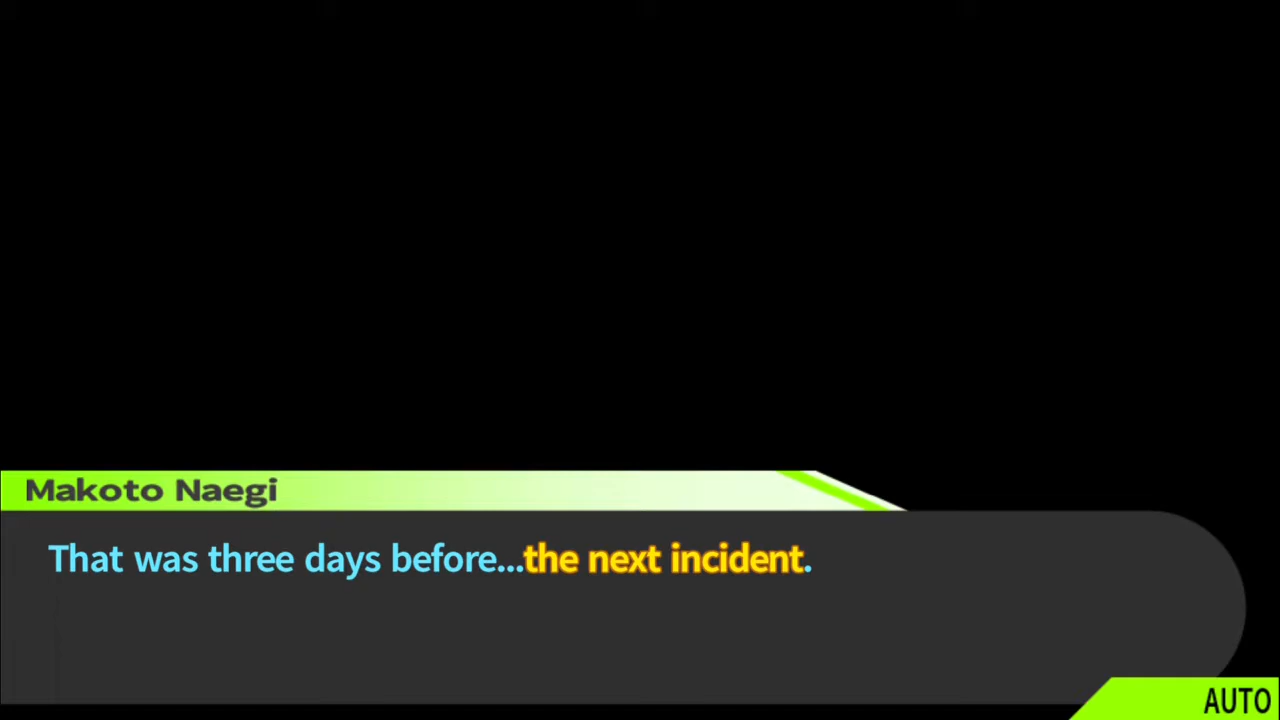 Makoto Naegi
That was three days before...the next incident.
AUTO